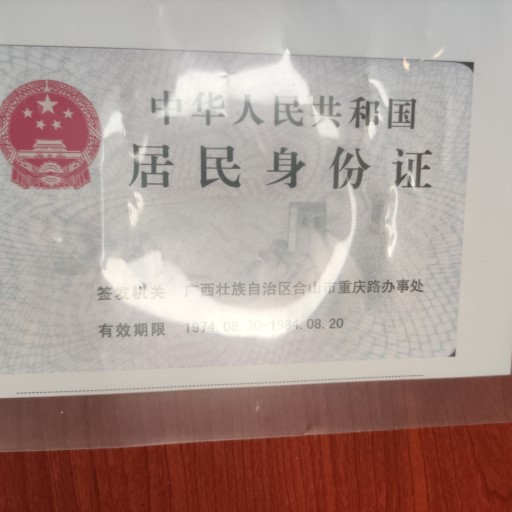 中华人民共和国
居民身份证
签发机关 广西壮族自治区合山市重庆路办事处
有效期限 1974.08.20-198 .08.20